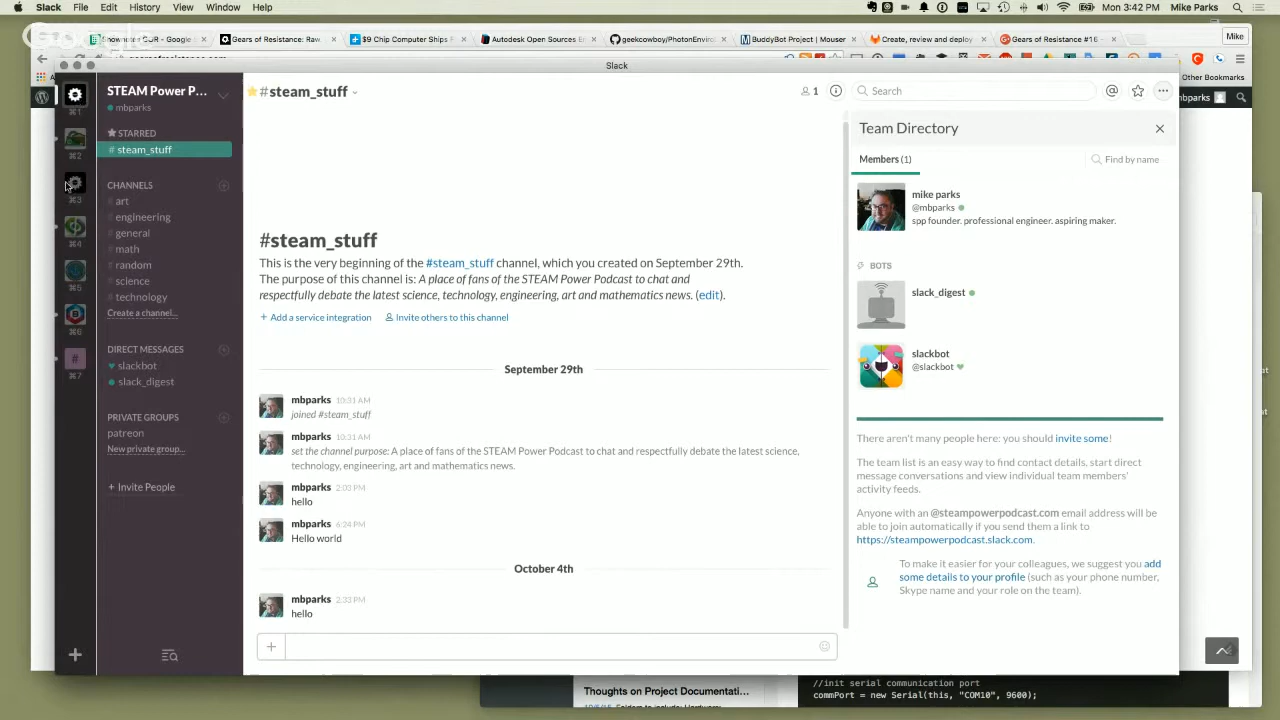 Slack File Edit View History Window Help Mon 3:42 PM Mike Parks
Google
Showrunner GUR - Google
Gears of Resistance: Raw
$9 Chip Computer Ships
Autodesk Open Sources En
geekcowboy/PhotonEnviro
BuddyBot Project | Mouser
Create, review and deploy
Gears of Resistance #16 -
Mike
Other Bookmarks
mbparks
Slack
STEAM Power P...
mbparks
STARRED
# steam_stuff
CHANNELS
# art
# engineering
# general
# math
# random
# science
# technology
Create a channel...
DIRECT MESSAGES
slackbot
slack_digest
PRIVATE GROUPS
patreon
New private group...
+ Invite People
⌘1
⌘2
⌘3
⌘4
⌘5
⌘6
#
⌘7
#steam_stuff
1
Search
#steam_stuff
This is the very beginning of the #steam_stuff channel, which you created on September 29th.
The purpose of this channel is: A place of fans of the STEAM Power Podcast to chat and
respectfully debate the latest science, technology, engineering, art and mathematics news. (edit).
+ Add a service integration Invite others to this channel
September 29th
mbparks 10:31 AM
joined #steam_stuff
mbparks 10:31 AM
set the channel purpose: A place of fans of the STEAM Power Podcast to chat and respectfully debate the latest science,
technology, engineering, art and mathematics news.
mbparks 2:03 PM
hello
mbparks 6:24 PM
Hello world
October 4th
mbparks 2:33 PM
hello
Team Directory
Members (1)
Find by name
mike parks
@mbparks
spp founder. professional engineer. aspiring maker.
BOTS
slack_digest
slackbot
@slackbot
There aren't many people here: you should invite some!
The team list is an easy way to find contact details, start direct
message conversations and view individual team members'
activity feeds.
Anyone with an @steampowerpodcast.com email address will be
able to join automatically if you send them a link to
https://steampowerpodcast.slack.com.
To make it easier for your colleagues, we suggest you add
some details to your profile (such as your phone number,
Skype name and your role on the team).
Thoughts on Project Documentati...
//init serial communication port
commPort = new Serial(this, "COM10", 9600);